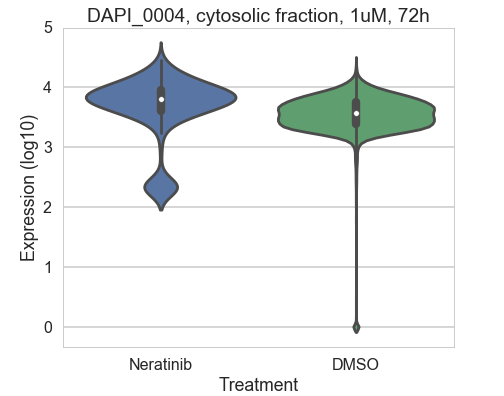 DAPI_0004, cytosolic fraction, 1uM, 72h
Expression (log10)
5
4
3
2
1
0
Neratinib DMSO
Treatment